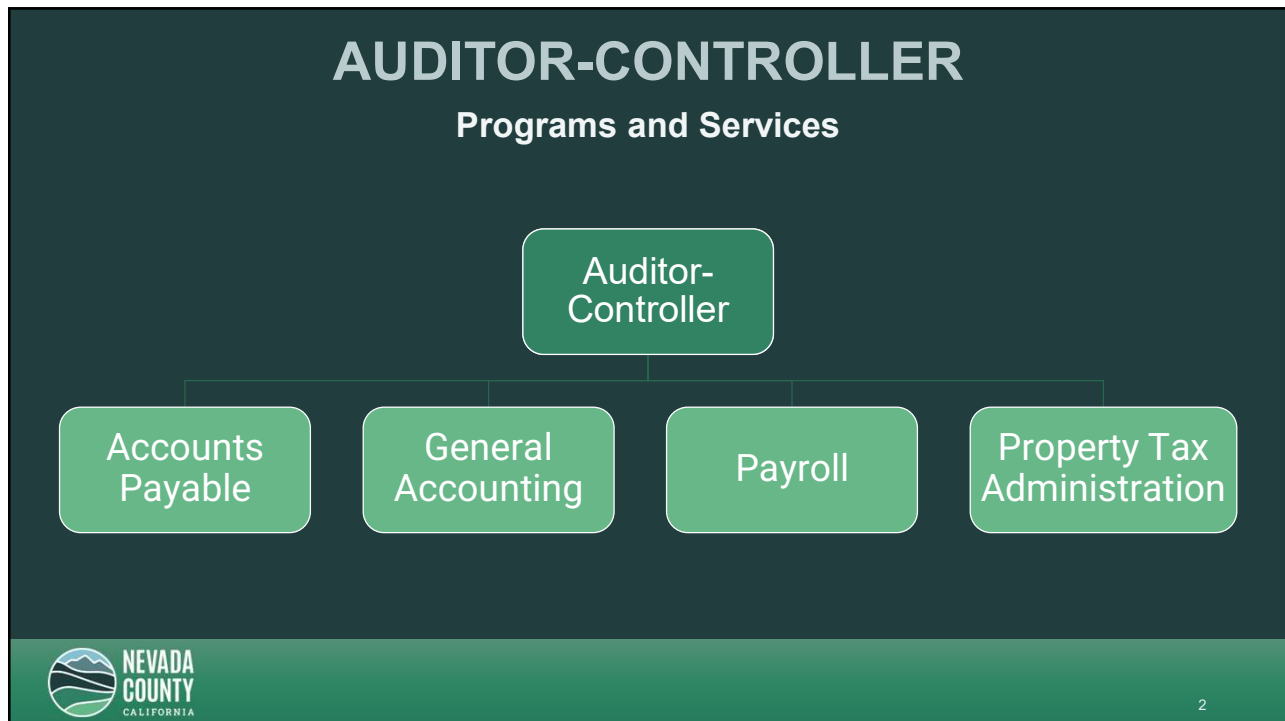 AUDITOR-CONTROLLER
Programs and Services
Auditor-
Controller
Accounts
Payable
General
Accounting
Payroll
Property Tax
Administration
NEVADA
COUNTY
CALIFORNIA
2